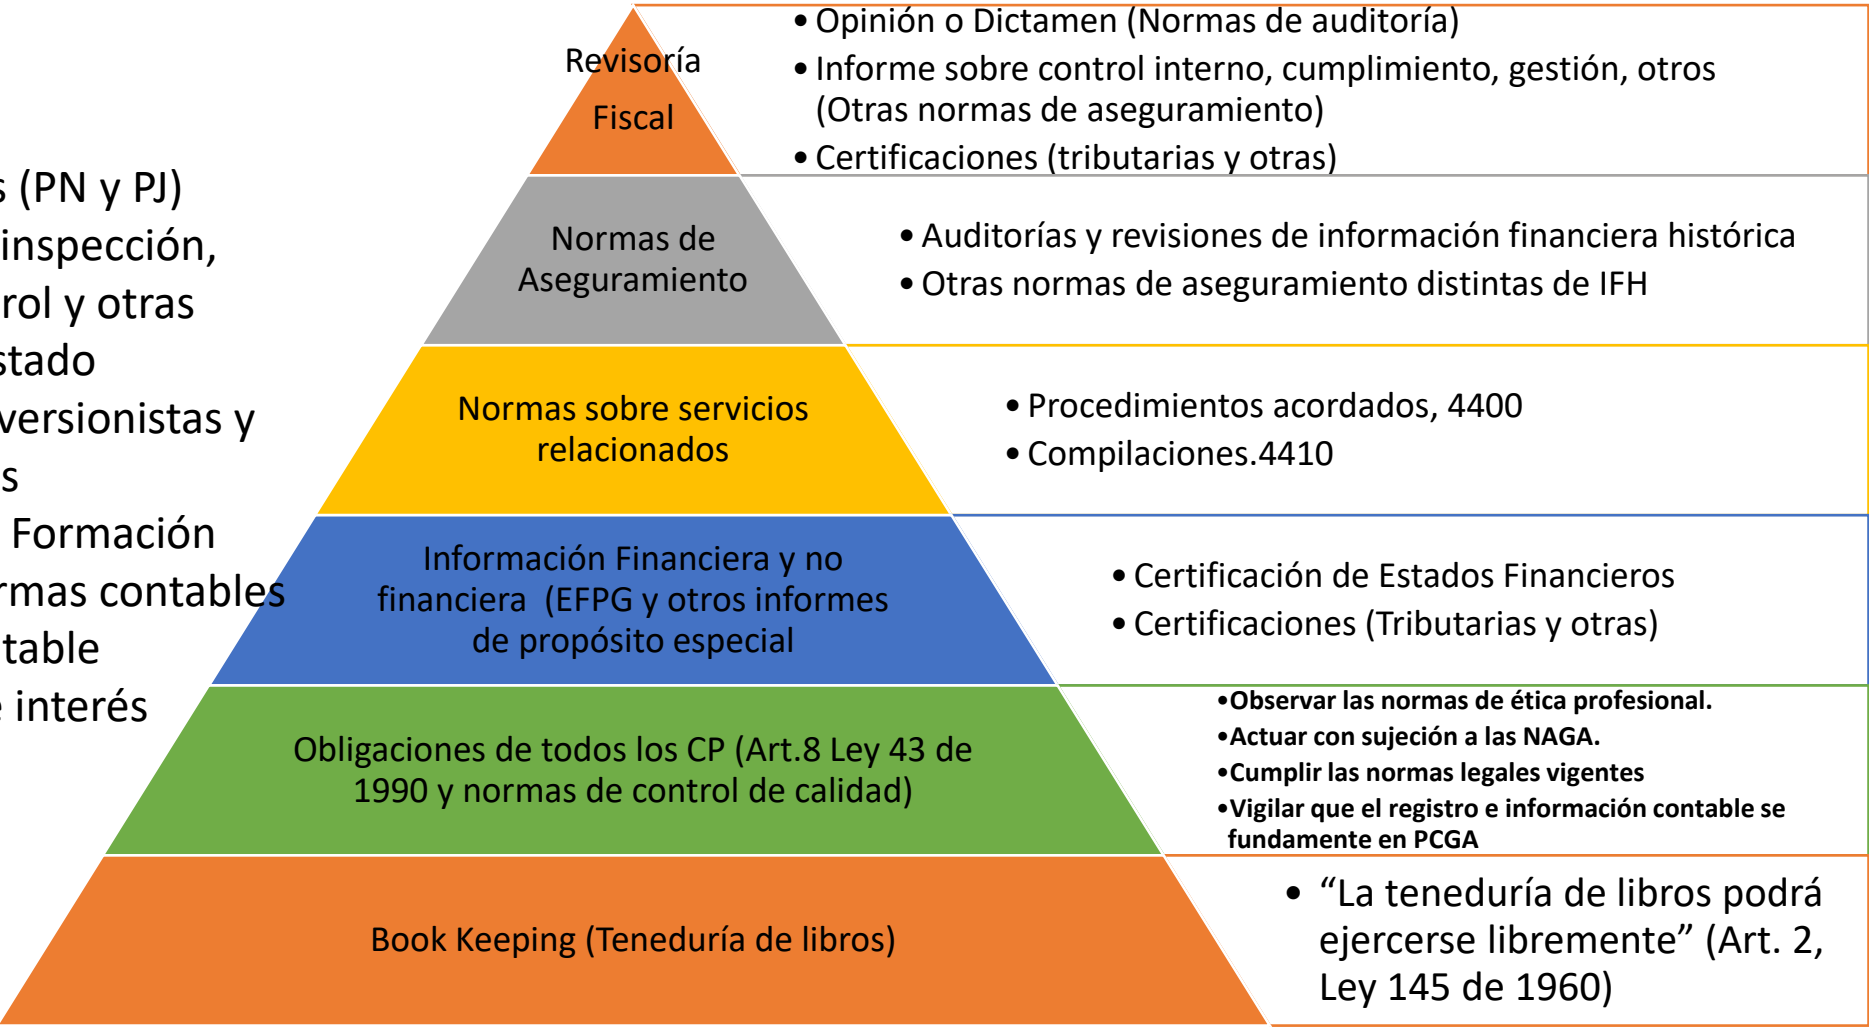 s (PN y PJ)
inspección,
rol y otras
stado
versionistas y
s
Formación
rmas contables
table
e interés
Revisoría
Fiscal
• Opinión o Dictamen (Normas de auditoría)
• Informe sobre control interno, cumplimiento, gestión, otros
(Otras normas de aseguramiento)
• Certificaciones (tributarias y otras)
Normas de
Aseguramiento
• Auditorías y revisiones de información financiera histórica
• Otras normas de aseguramiento distintas de IFH
Normas sobre servicios
relacionados
• Procedimientos acordados, 4400
• Compilaciones.4410
Información Financiera y no
financiera (EFPG y otros informes
de propósito especial
• Certificación de Estados Financieros
• Certificaciones (Tributarias y otras)
Obligaciones de todos los CP (Art.8 Ley 43 de
1990 y normas de control de calidad)
•Observar las normas de ética profesional.
•Actuar con sujeción a las NAGA.
•Cumplir las normas legales vigentes
•Vigilar que el registro e información contable se
fundamente en PCGA
Book Keeping (Teneduría de libros)
• “La teneduría de libros podrá
ejercerse libremente” (Art. 2,
Ley 145 de 1960)